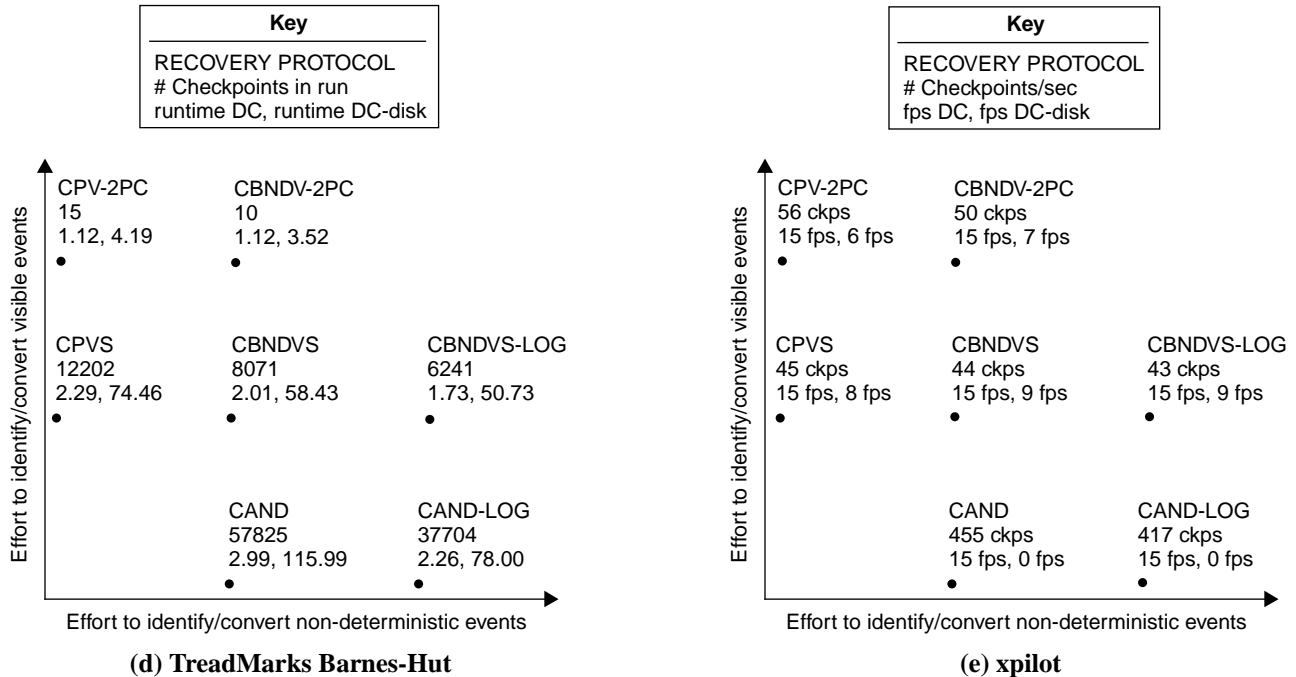 Key
RECOVERY PROTOCOL
# Checkpoints in run
runtime DC, runtime DC-disk
Effort to identify/convert visible events
CPV-2PC
15
1.12, 4.19
CBNDV-2PC
10
1.12, 3.52
CPVS
12202
2.29, 74.46
CBNDVS
8071
2.01, 58.43
CBNDVS-LOG
6241
1.73, 50.73
CAND
57825
2.99, 115.99
CAND-LOG
37704
2.26, 78.00
Effort to identify/convert non-deterministic events
(d) TreadMarks Barnes-Hut
Key
RECOVERY PROTOCOL
# Checkpoints/sec
fps DC, fps DC-disk
Effort to identify/convert visible events
CPV-2PC
56 ckps
15 fps, 6 fps
CBNDV-2PC
50 ckps
15 fps, 7 fps
CPVS
45 ckps
15 fps, 8 fps
CBNDVS
44 ckps
15 fps, 9 fps
CBNDVS-LOG
43 ckps
15 fps, 9 fps
CAND
455 ckps
15 fps, 0 fps
CAND-LOG
417 ckps
15 fps, 0 fps
Effort to identify/convert non-deterministic events
(e) xpilot